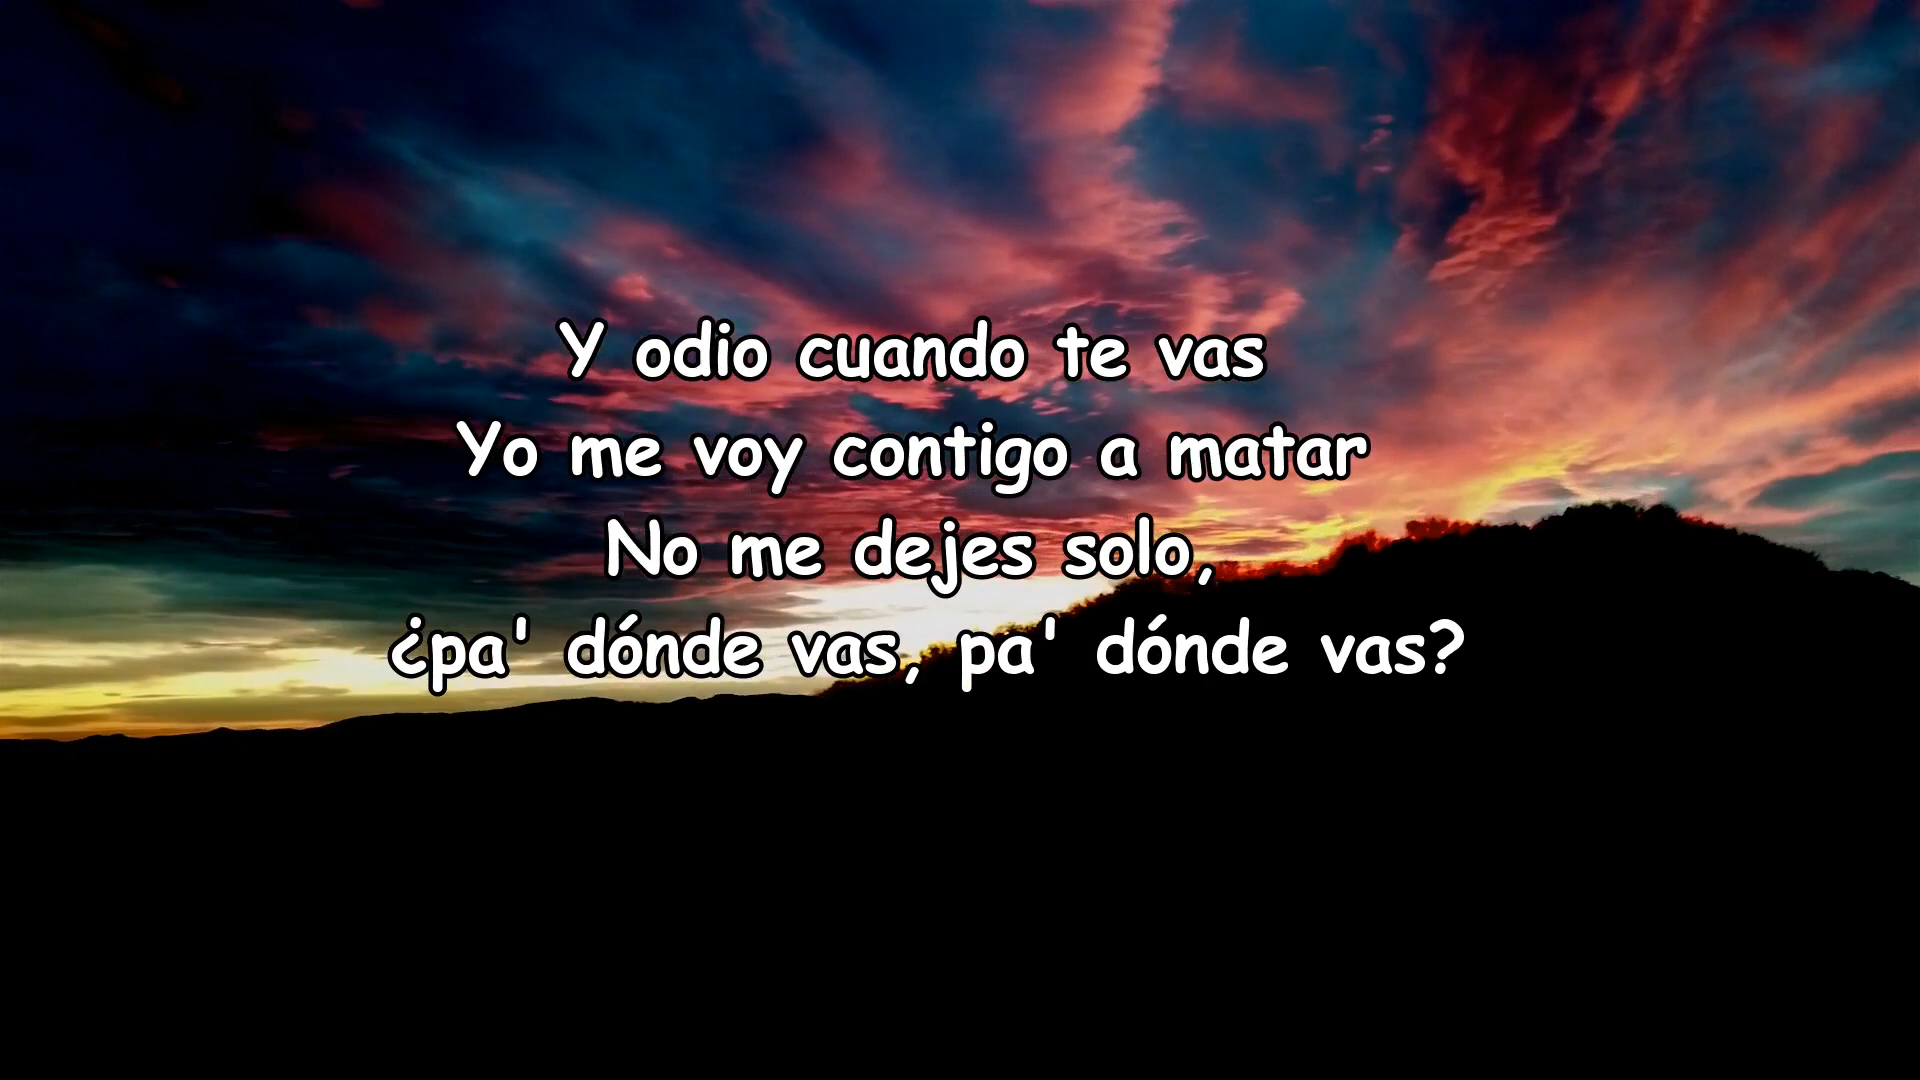 Y odio cuando te vas
Yo me voy contigo a matar
No me dejes solo,
¿pa' dónde vas, pa' dónde vas?